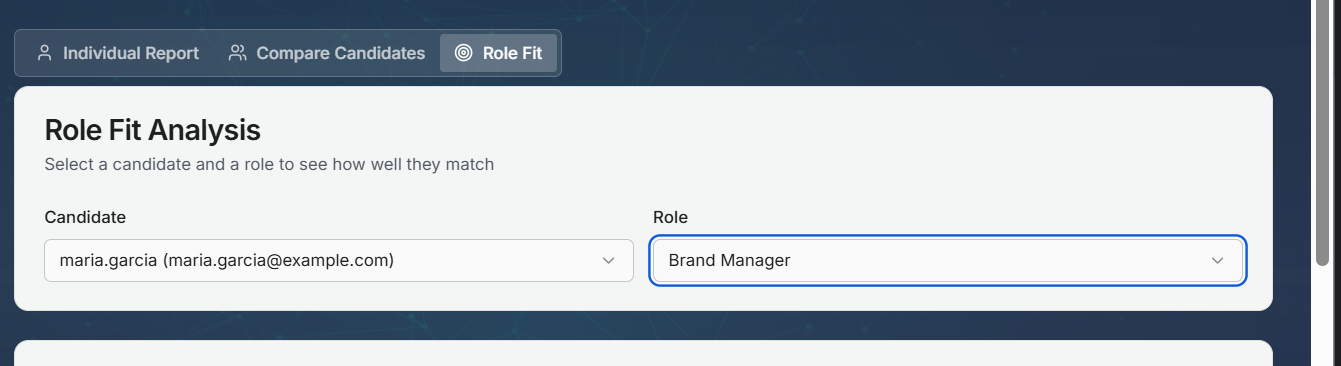 Individual Report Compare Candidates Role Fit
Role Fit Analysis
Select a candidate and a role to see how well they match
Candidate Role
maria.garcia (maria.garcia@example.com) Brand Manager